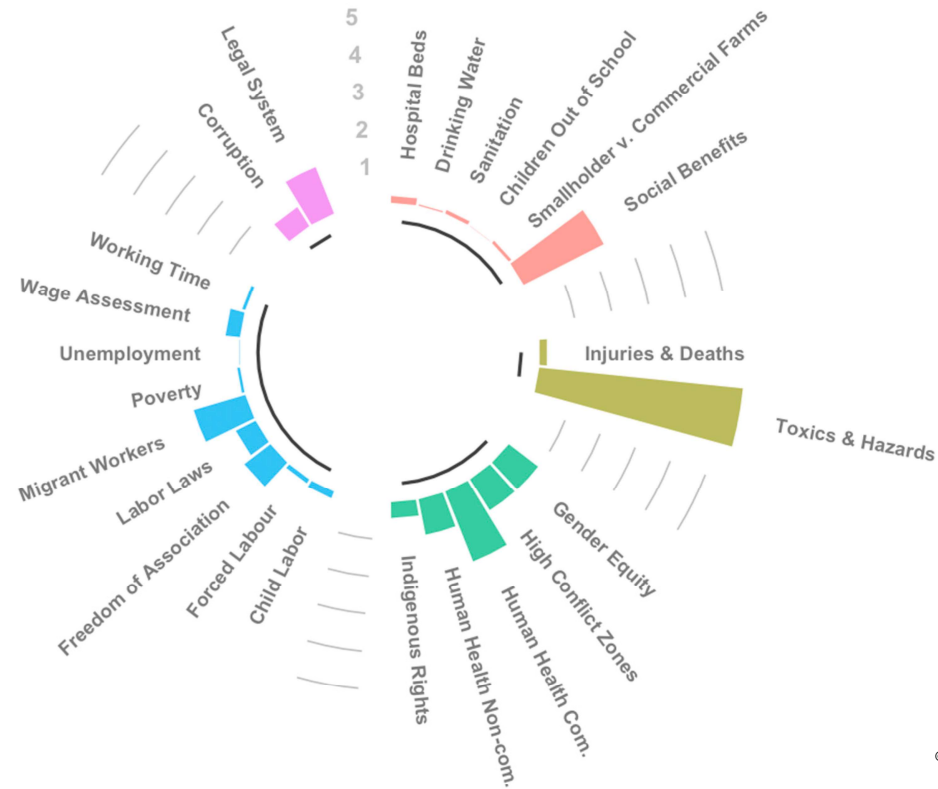 5
4
3
2
1
Hospital Beds
Drinking Water
Sanitation
Children Out of School
Smallholder v. Commercial Farms
Social Benefits
Injuries & Deaths
Toxics & Hazards
Gender Equity
High Conflict Zones
Human Health Com.
Human Health Non-com.
Indigenous Rights
Child Labor
Forced Labour
Freedom of Association
Labor Laws
Migrant Workers
Poverty
Unemployment
Wage Assessment
Working Time
Corruption
Legal System